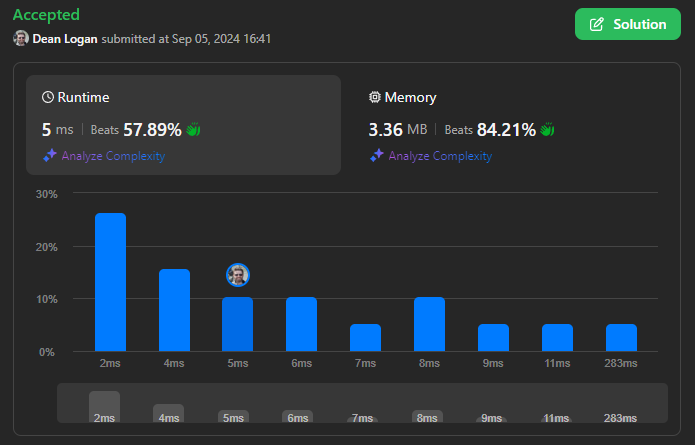 Accepted
Solution
Dean Logan submitted at Sep 05, 2024 16:41
Runtime
Memory
5 ms | Beats 57.89%
3.36 MB | Beats 84.21%
Analyze Complexity
Analyze Complexity
30%
20%
10%
0%
2ms 4ms 5ms 6ms 7ms 8ms 9ms 11ms 283ms
2ms 4ms 5ms 6ms 7ms 8ms 9ms 11ms 283ms